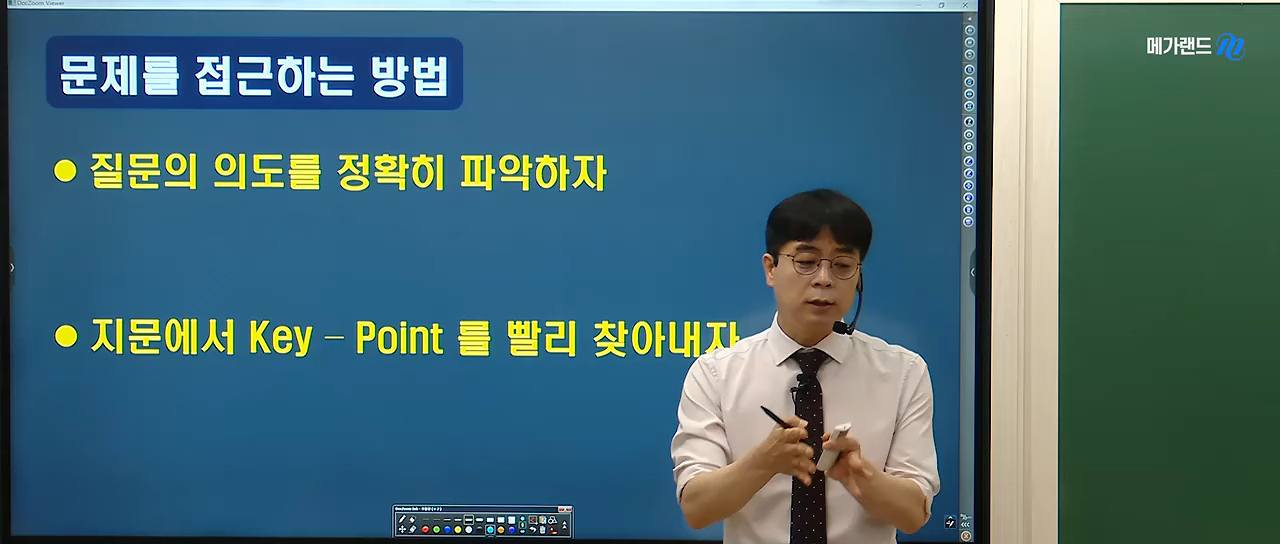 DocZoom Viewer
문제를 접근하는 방법
메가랜드
● 질문의 의도를 정확히 파악하자
● 지문에서 Key – Point 를 빨리 찾아내자